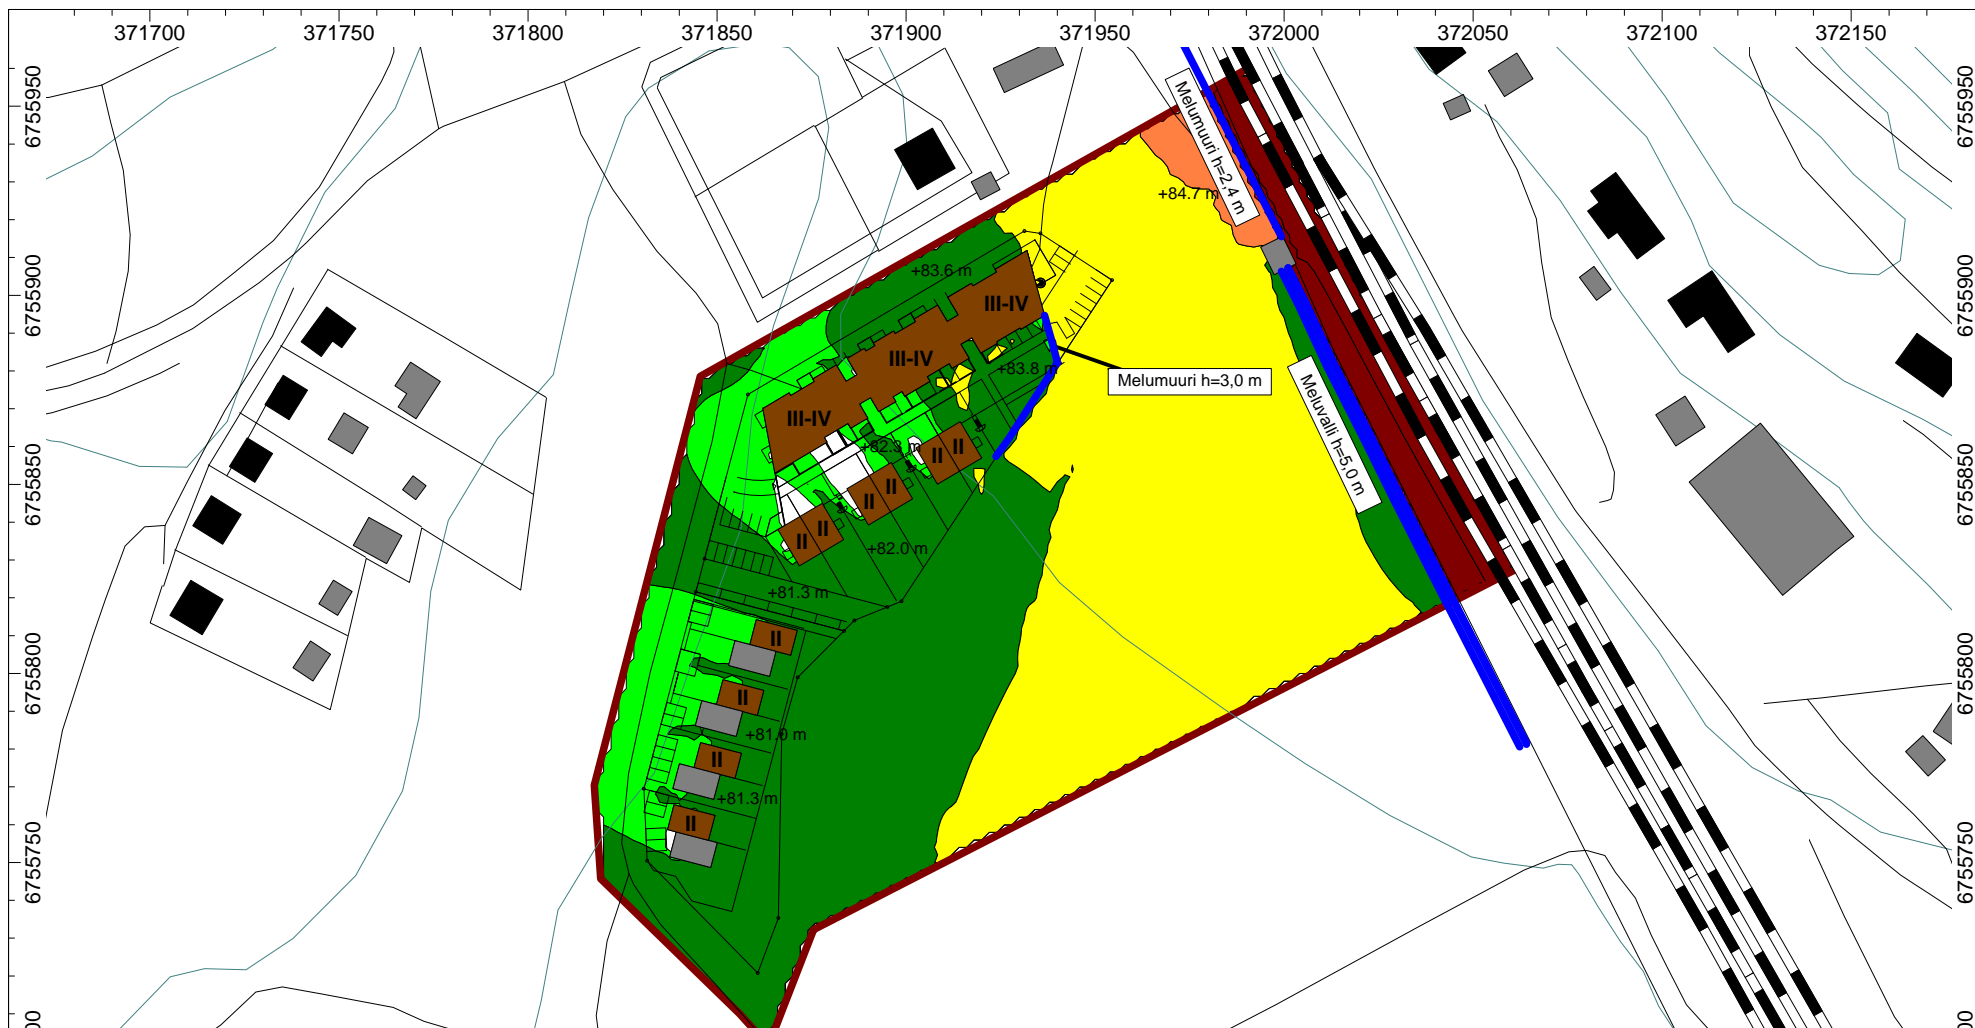 371700 371750 371800 371850 371900 371950 372000 372050 372100 372150
6755950
6755900
6755850
6755800
6755750
00
6755950
6755900
6755850
6755800
6755750
00
Melumuuri h=2,4 m
+84.7 m
+83.6 m
III-IV
III-IV
III-IV
+83.8 m
Melumuuri h=3,0 m
Meluvalli h=5,0 m
+82.3 m
II II
II II
II II
+82.0 m
+81.3 m
II
II
+81.0 m
II
+81.3 m
II